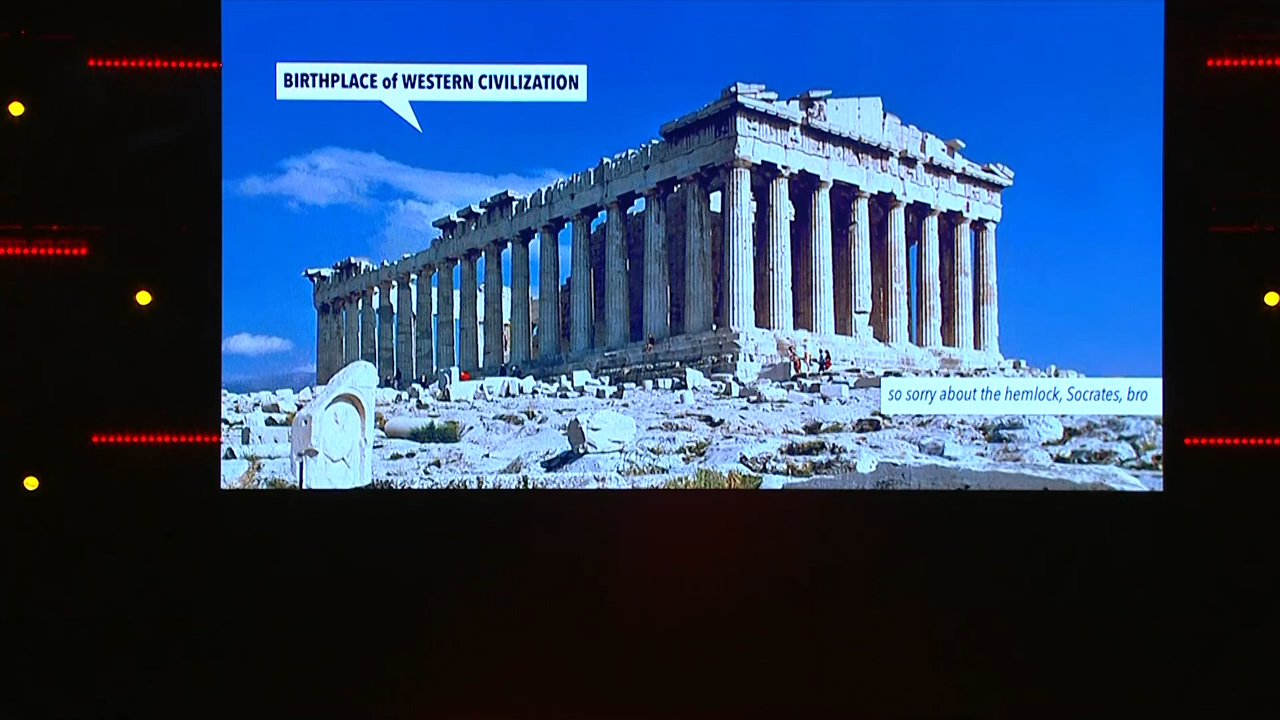 BIRTHPLACE of WESTERN CIVILIZATION
so sorry about the hemlock, Socrates, bro